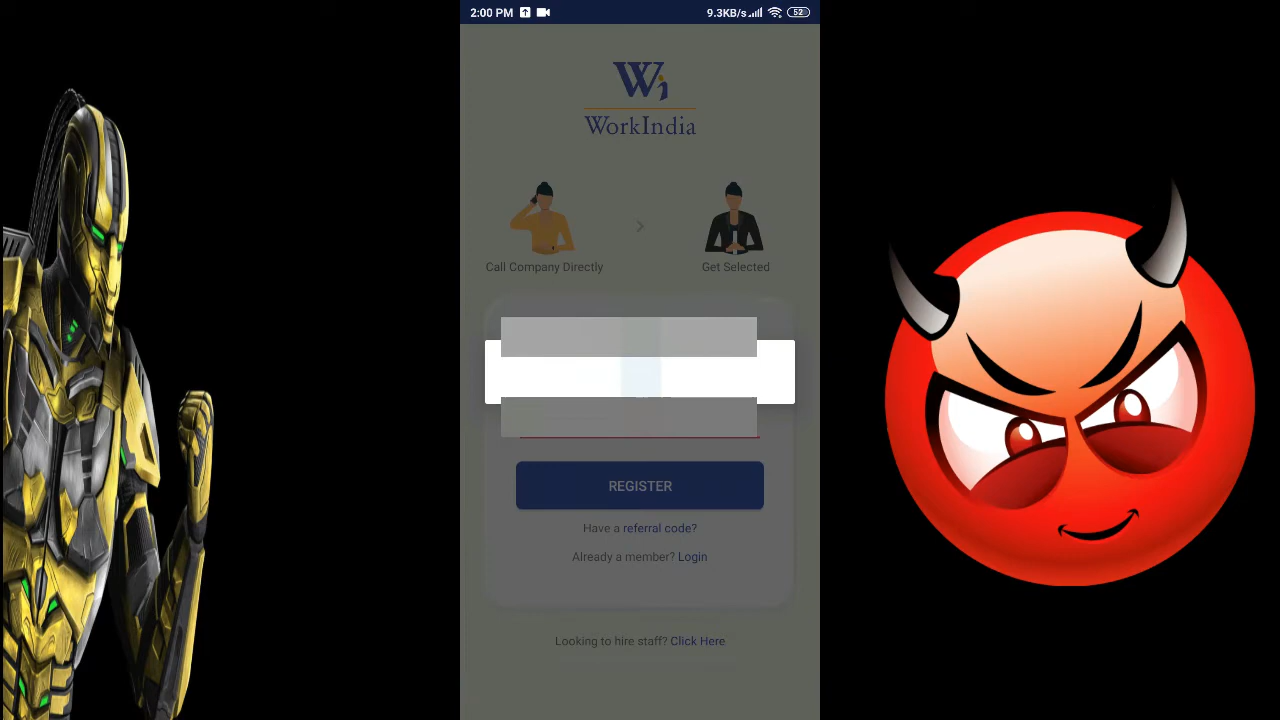 2:00 PM
9.3KB/s
52
Wi
WorkIndia
Call Company Directly
Get Selected
REGISTER
Have a referral code?
Already a member? Login
Looking to hire staff? Click Here